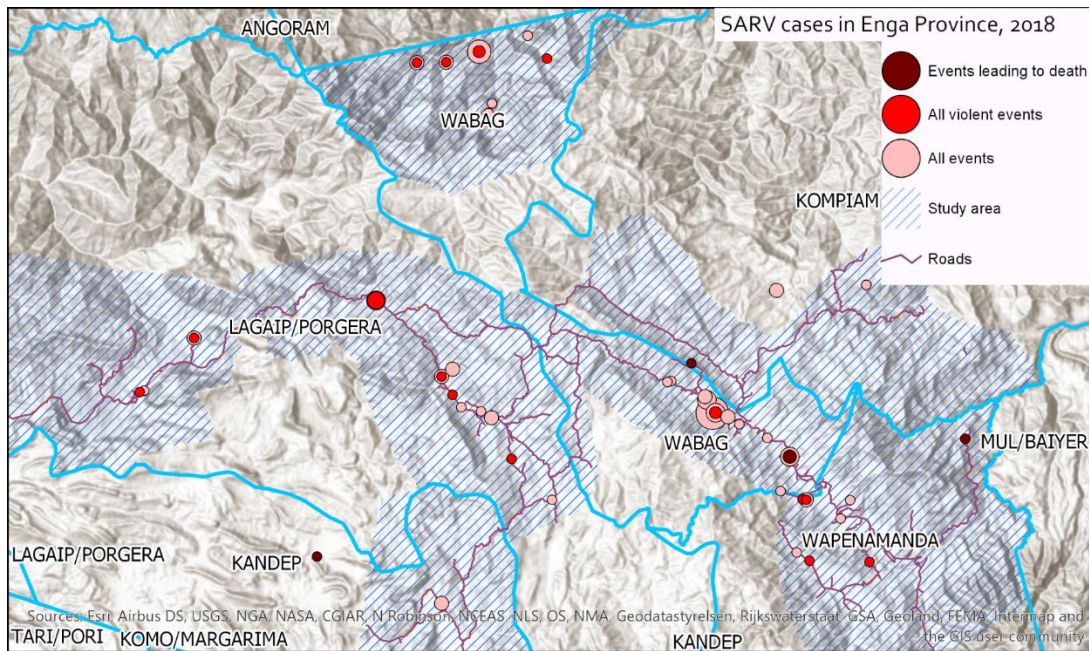 ANGORAM
SARV cases in Enga Province, 2018
Events leading to death
All violent events
All events
Study area
Roads
WABAG
KOMPIAM
LAGAIP/PORGERA
WABAG
MUL/BAIYER
WAPENAMANDA
LAGAIP/PORGERA
KANDEP
Sources: Esri, Airbus DS, USGS, NGA, NASA, CGIAR, N Robinson, NCEAS, NLS, OS, NMA, Geodatastyrelsen, Rijkswaterstaat, GSA, Geoland, FEMA, Intermap and
the GIS user community
TARI/PORI
KOMO/MARGARIMA
KANDEP